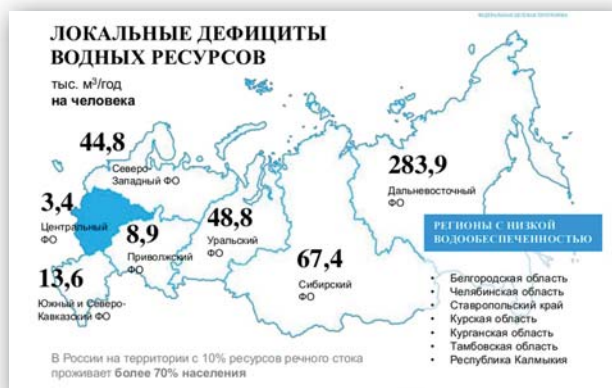 ФЕДЕРАЛЬНАЯ ЦЕЛЕВАЯ ПРОГРАММА
ЛОКАЛЬНЫЕ ДЕФИЦИТЫ
ВОДНЫХ РЕСУРСОВ
тыс. м³/год
на человека
44,8
Северо-
Западный ФО
283,9
Дальневосточный
ФО
3,4
Центральный
ФО
8,9
Приволжский
ФО
48,8
Уральский
ФО
67,4
Сибирский
ФО
13,6
Южный и Северо-
Кавказский ФО
РЕГИОНЫ С НИЗКОЙ
ВОДООБЕСПЕЧЕННОСТЬЮ
• Белгородская область
• Челябинская область
• Ставропольский край
• Курская область
• Курганская область
• Тамбовская область
• Республика Калмыкия
В России на территории с 10% ресурсов речного стока
проживает более 70% населения